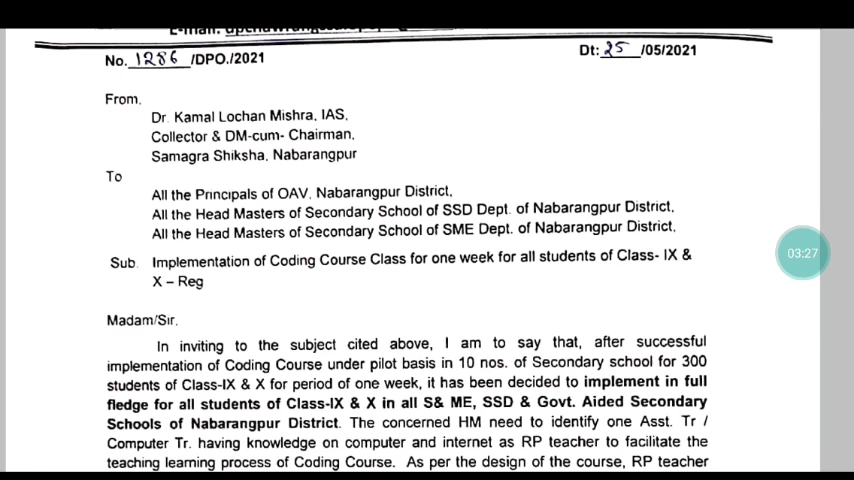 E-mail:
No. 1286 /DPO./2021
Dt: 25 /05/2021
From,
Dr. Kamal Lochan Mishra, IAS,
Collector & DM-cum- Chairman,
Samagra Shiksha, Nabarangpur
To
All the Principals of OAV, Nabarangpur District,
All the Head Masters of Secondary School of SSD Dept. of Nabarangpur District,
All the Head Masters of Secondary School of SME Dept. of Nabarangpur District,
Sub. Implementation of Coding Course Class for one week for all students of Class- IX &
X – Reg
03:27
Madam/Sir,
In inviting to the subject cited above, I am to say that, after successful
implementation of Coding Course under pilot basis in 10 nos. of Secondary school for 300
students of Class-IX & X for period of one week, it has been decided to implement in full
fledge for all students of Class-IX & X in all S& ME, SSD & Govt. Aided Secondary
Schools of Nabarangpur District. The concerned HM need to identify one Asst. Tr /
Computer Tr. having knowledge on computer and internet as RP teacher to facilitate the
teaching learning process of Coding Course. As per the design of the course, RP teacher